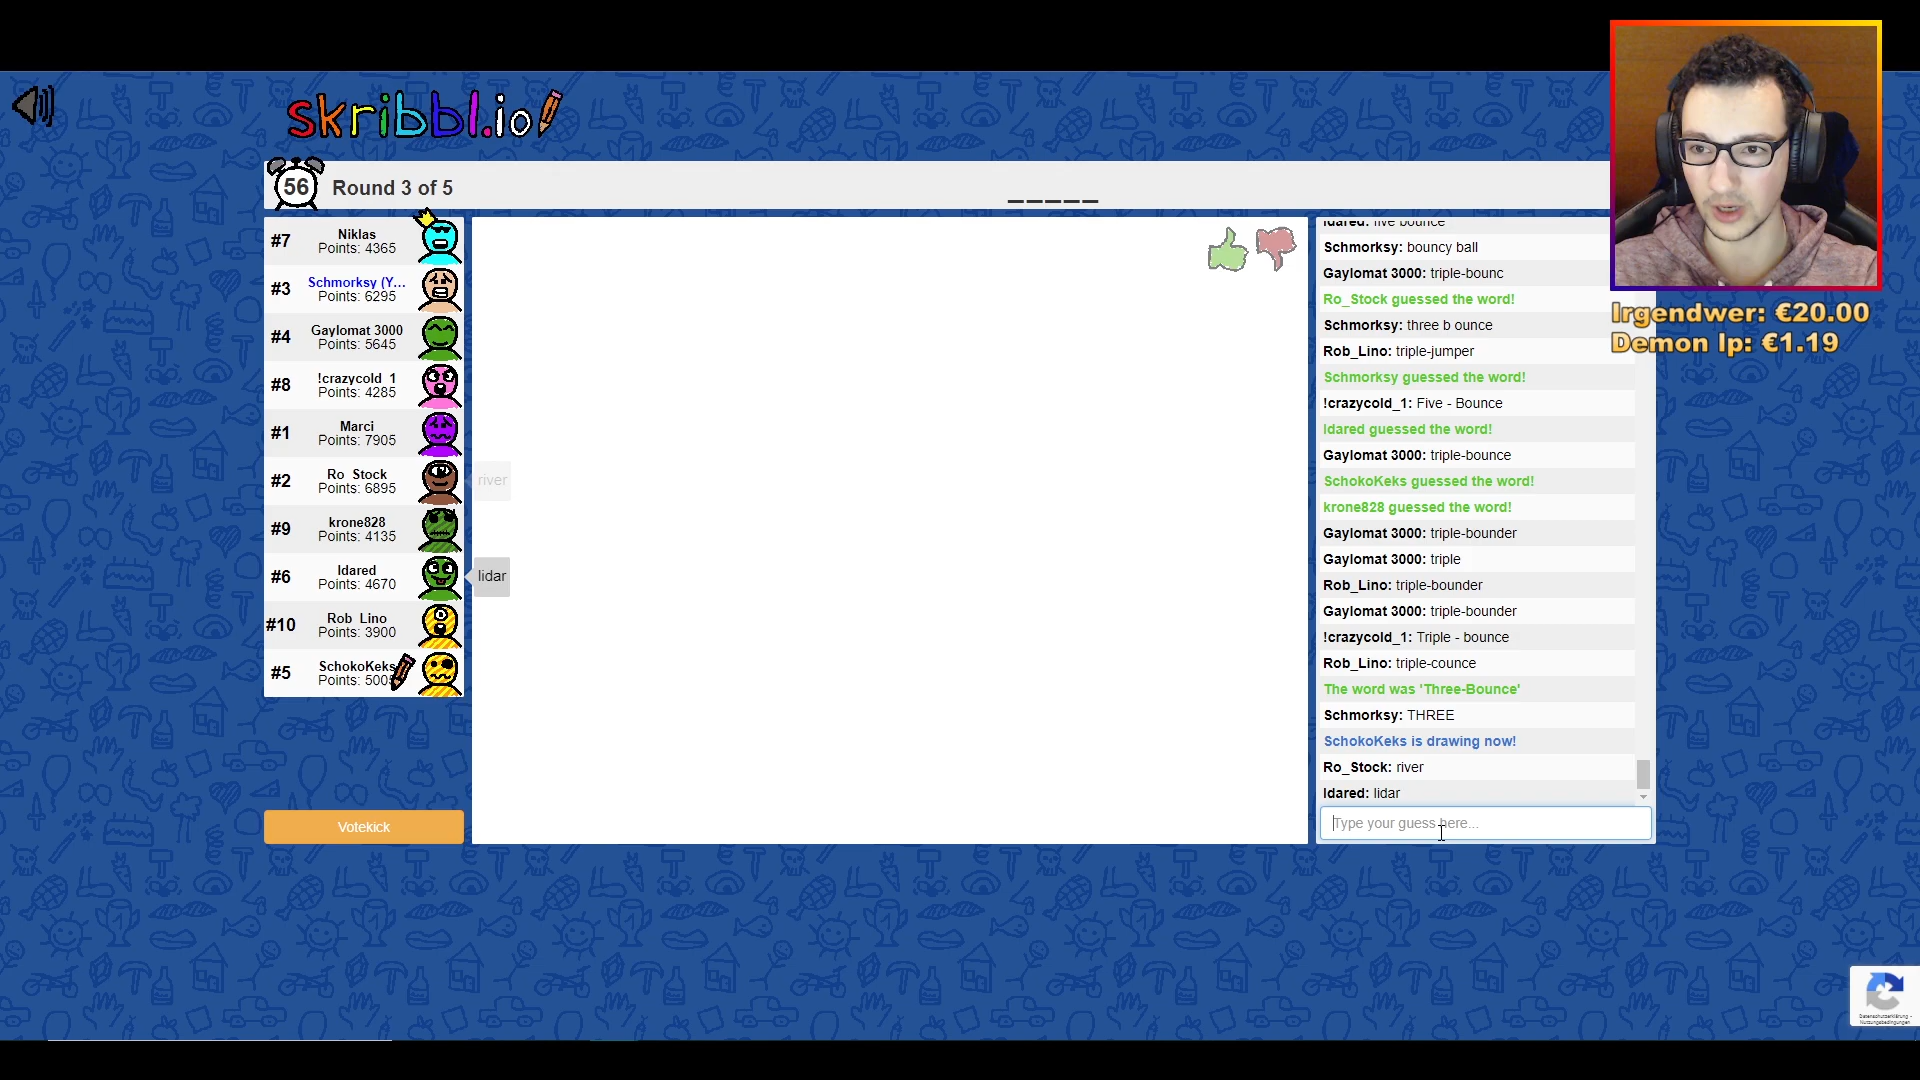 skribbl.io
56
Round 3 of 5
_ _ _ _ _
#7
Niklas
Points: 4365
#3
Schmorksy (Y...
Points: 6295
#4
Gaylomat 3000
Points: 5645
#8
!crazycold_1
Points: 4285
#1
Marci
Points: 7905
#2
Ro_Stock
Points: 6895
river
#9
krone828
Points: 4135
#6
Idared
Points: 4670
lidar
#10
Rob_Lino
Points: 3900
#5
SchokoKeks
Points: 5005
Votekick
Idared: five bounce
Schmorksy: bouncy ball
Gaylomat 3000: triple-bounc
Ro_Stock guessed the word!
Schmorksy: three b ounce
Rob_Lino: triple-jumper
Schmorksy guessed the word!
!crazycold_1: Five - Bounce
Idared guessed the word!
Gaylomat 3000: triple-bounce
SchokoKeks guessed the word!
krone828 guessed the word!
Gaylomat 3000: triple-bounder
Gaylomat 3000: triple
Rob_Lino: triple-bounder
Gaylomat 3000: triple-bounder
!crazycold_1: Triple - bounce
Rob_Lino: triple-counce
The word was 'Three-Bounce'
Schmorksy: THREE
SchokoKeks is drawing now!
Ro_Stock: river
Idared: lidar
Type your guess here...
Irgendwer: €20.00
Demon lp: €1.19
Datenschutzerklärung -
Nutzungsbedingungen